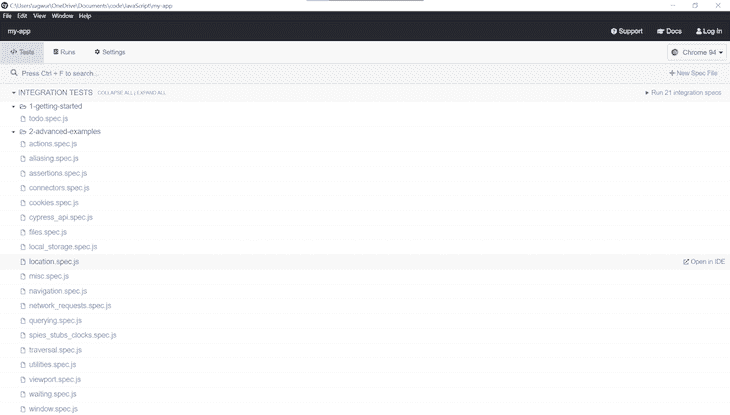 C:\Users\ugwun\OneDrive\Documents\code\JavaScript\my-app
File Edit View Window Help
my-app Support Docs Log In
Tests Runs Settings Chrome 94
Press Ctrl + F to search... New Spec File
INTEGRATION TESTS COLLAPSE ALL | EXPAND ALL Run 21 integration specs
1-getting-started
todo.spec.js
2-advanced-examples
actions.spec.js
aliasing.spec.js
assertions.spec.js
connectors.spec.js
cookies.spec.js
cypress_api.spec.js
files.spec.js
local_storage.spec.js
location.spec.js Open in IDE
misc.spec.js
navigation.spec.js
network_requests.spec.js
querying.spec.js
spies_stubs_clocks.spec.js
traversal.spec.js
utilities.spec.js
viewport.spec.js
waiting.spec.js
window.spec.js